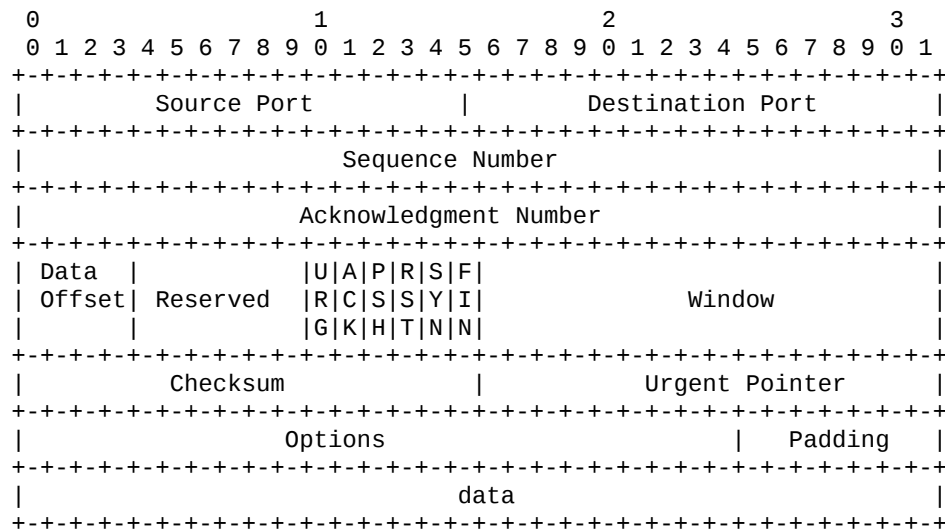 0                   1                   2                   3
0 1 2 3 4 5 6 7 8 9 0 1 2 3 4 5 6 7 8 9 0 1 2 3 4 5 6 7 8 9 0 1
+-+-+-+-+-+-+-+-+-+-+-+-+-+-+-+-+-+-+-+-+-+-+-+-+-+-+-+-+-+-+-+-+
|         Source Port          |        Destination Port        |
+-+-+-+-+-+-+-+-+-+-+-+-+-+-+-+-+-+-+-+-+-+-+-+-+-+-+-+-+-+-+-+-+
|                      Sequence Number                          |
+-+-+-+-+-+-+-+-+-+-+-+-+-+-+-+-+-+-+-+-+-+-+-+-+-+-+-+-+-+-+-+-+
|                   Acknowledgment Number                       |
+-+-+-+-+-+-+-+-+-+-+-+-+-+-+-+-+-+-+-+-+-+-+-+-+-+-+-+-+-+-+-+-+
| Data  |           |U|A|P|R|S|F|                               |
| Offset| Reserved  |R|C|S|S|Y|I|              Window           |
|       |           |G|K|H|T|N|N|                               |
+-+-+-+-+-+-+-+-+-+-+-+-+-+-+-+-+-+-+-+-+-+-+-+-+-+-+-+-+-+-+-+-+
|          Checksum             |           Urgent Pointer      |
+-+-+-+-+-+-+-+-+-+-+-+-+-+-+-+-+-+-+-+-+-+-+-+-+-+-+-+-+-+-+-+-+
|                  Options                        |   Padding   |
+-+-+-+-+-+-+-+-+-+-+-+-+-+-+-+-+-+-+-+-+-+-+-+-+-+-+-+-+-+-+-+-+
|                              data                             |
+-+-+-+-+-+-+-+-+-+-+-+-+-+-+-+-+-+-+-+-+-+-+-+-+-+-+-+-+-+-+-+-+